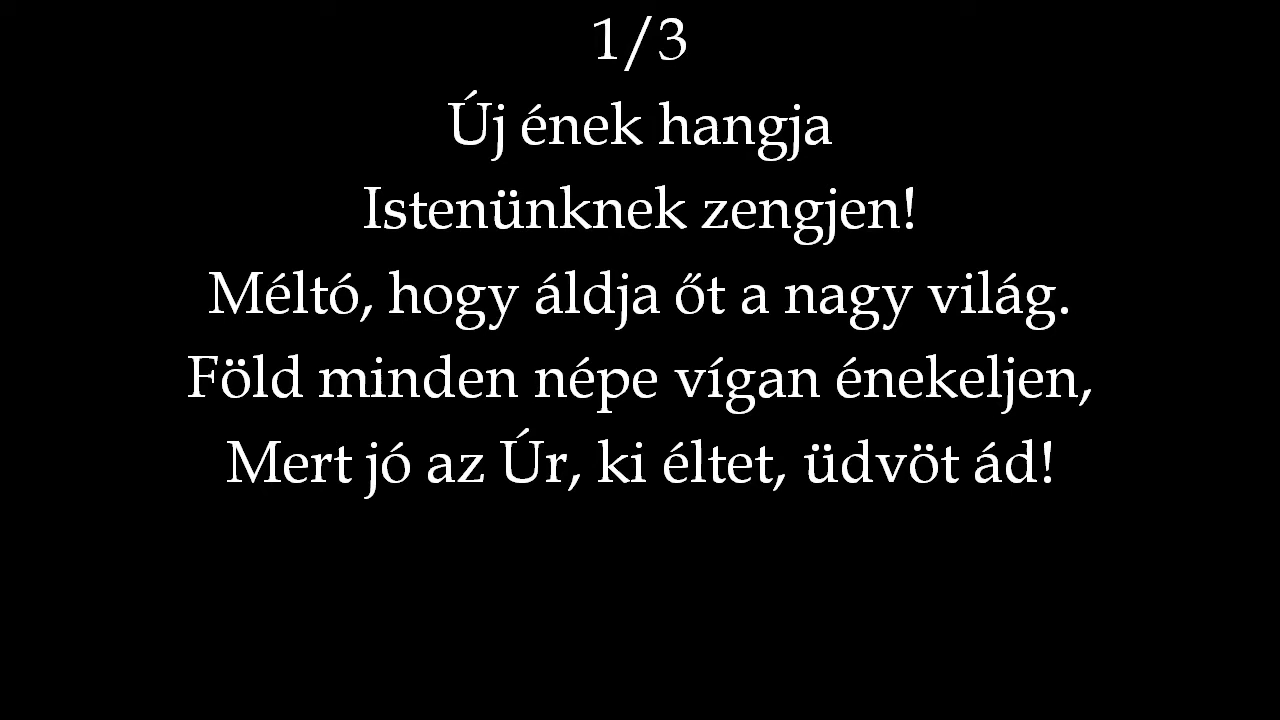 1/3
Új ének hangja
Istenünknek zengjen!
Méltó, hogy áldja őt a nagy világ.
Föld minden népe vígan énekeljen,
Mert jó az Úr, ki éltet, üdvöt ád!